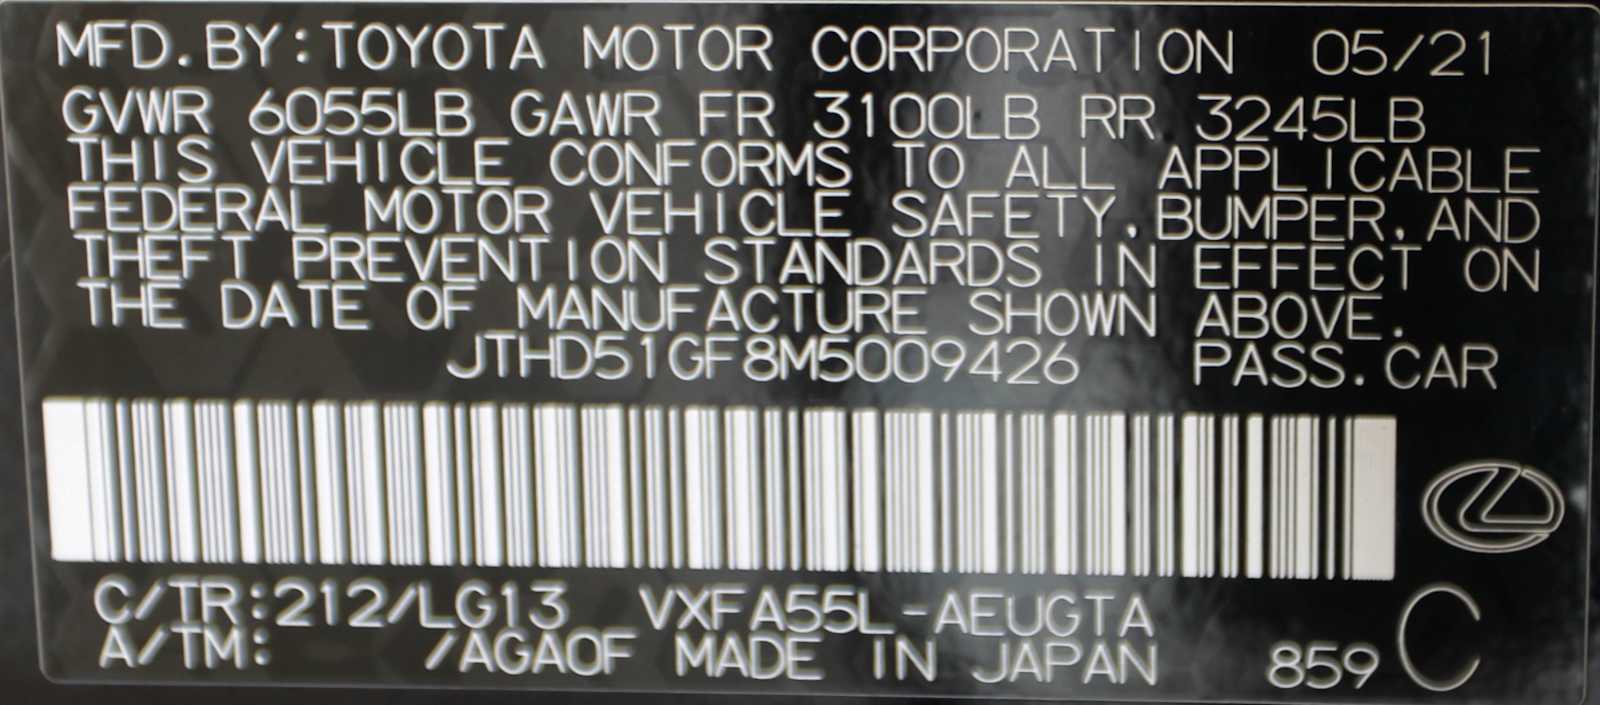 MFD. BY: TOYOTA MOTOR CORPORATION 05/21
GVWR 6055LB GAWR FR 3100LB RR 3245LB
THIS VEHICLE CONFORMS TO ALL APPLICABLE
FEDERAL MOTOR VEHICLE SAFETY, BUMPER, AND
THEFT PREVENTION STANDARDS IN EFFECT ON
THE DATE OF MANUFACTURE SHOWN ABOVE.
JTHD51GF8M5009426 PASS. CAR
C/TR:212/LG13 VXFA55L-AEUGTA
A/TM: /AGA0F MADE IN JAPAN 859 C